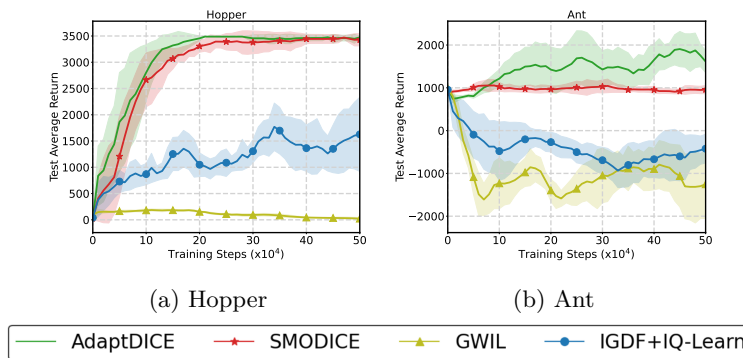 Hopper
3500
3000
2500
2000
1500
1000
500
0
Test Average Return
0 10 20 30 40 50
Training Steps (x10⁴)
(a) Hopper
Ant
2000
1000
0
−1000
−2000
Test Average Return
0 10 20 30 40 50
Training Steps (x10⁴)
(b) Ant
AdaptDICE SMODICE GWIL IGDF+IQ-Learn